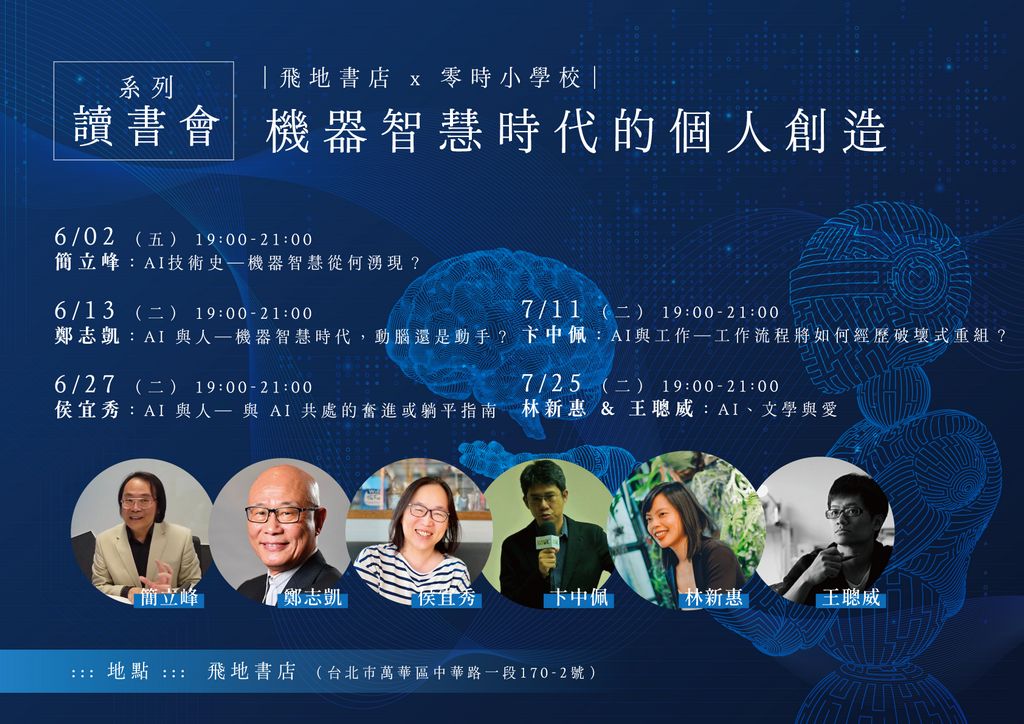 系列
讀書會
|飛地書店 x 零時小學校|
機器智慧時代的個人創造
6/02 （五） 19:00-21:00
簡立峰：AI技術史—機器智慧從何湧現？
6/13 （二） 19:00-21:00
鄭志凱：AI 與人—機器智慧時代，動腦還是動手？
6/27 （二） 19:00-21:00
侯宜秀：AI 與人— 與 AI 共處的奮進或躺平指南
7/11 （二） 19:00-21:00
卞中佩：AI與工作—工作流程將如何經歷破壞式重組？
7/25 （二） 19:00-21:00
林新惠 & 王聰威：AI、文學與愛
簡立峰
鄭志凱
侯宜秀
卞中佩
林新惠
王聰威
::: 地點 ::: 飛地書店 （台北市萬華區中華路一段170-2號）